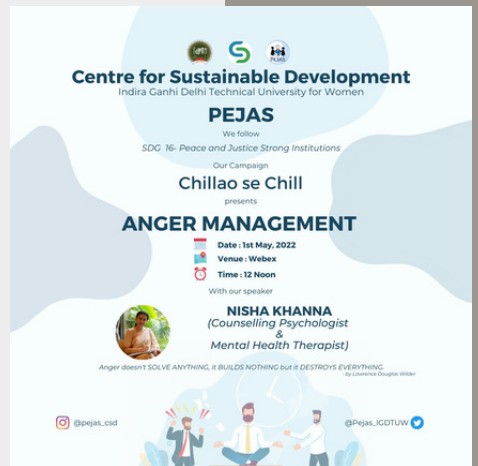 Centre for Sustainable Development
Indira Ganhi Delhi Technical University for Women
PEJAS
We follow
SDG 16- Peace and Justice Strong Institutions
Our Campaign
Chillao se Chill
presents
ANGER MANAGEMENT
Date : 1st May, 2022
Venue : Webex
Time : 12 Noon
With our speaker
NISHA KHANNA
(Counselling Psychologist
&
Mental Health Therapist)
Anger doesn't SOLVE ANYTHING, it BUILDS NOTHING but it DESTROYS EVERYTHING.
- by Lawrence Douglas Wilder
@pejas_csd
@Pejas_IGDTUW